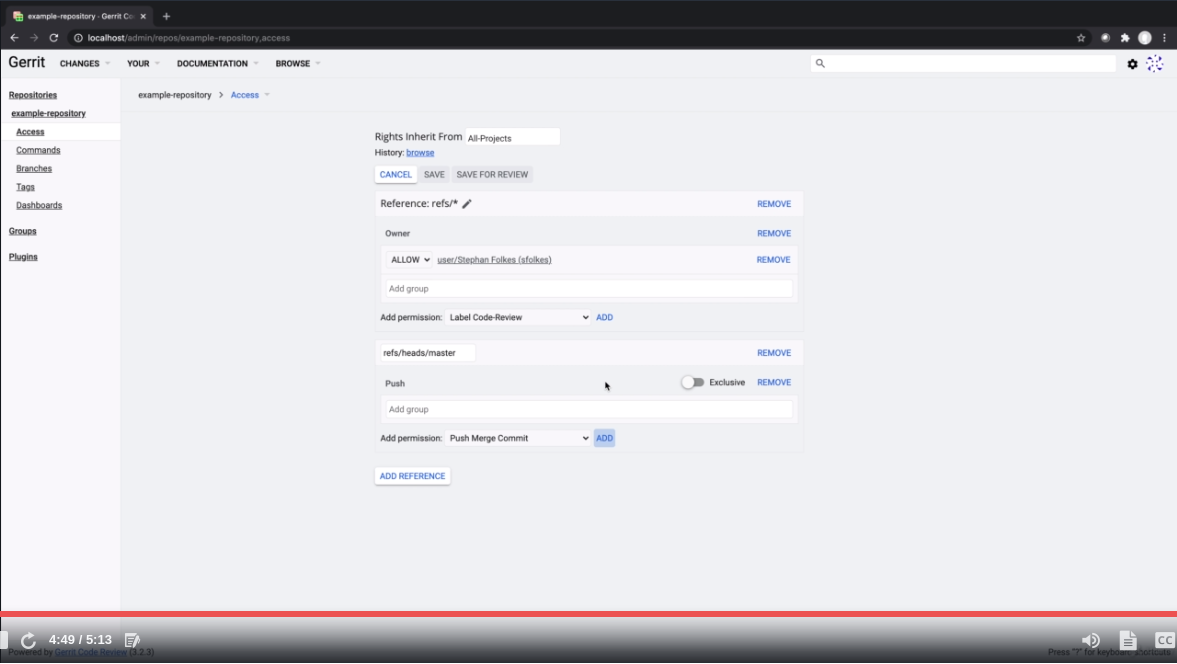 example-repository · Gerrit Co
localhost/admin/repos/example-repository,access
Gerrit CHANGES YOUR DOCUMENTATION BROWSE
Repositories
example-repository
Access
Commands
Branches
Tags
Dashboards
Groups
Plugins
example-repository > Access
Rights Inherit From All-Projects
History: browse
CANCEL SAVE SAVE FOR REVIEW
Reference: refs/* REMOVE
Owner REMOVE
ALLOW user/Stephan Folkes (sfolkes) REMOVE
Add group
Add permission: Label Code-Review ADD
refs/heads/master REMOVE
Push Exclusive REMOVE
Add group
Add permission: Push Merge Commit ADD
ADD REFERENCE
4:49 / 5:13 CC
Powered by Gerrit Code Review (3.2.3) Press "?" for keyboard shortcuts